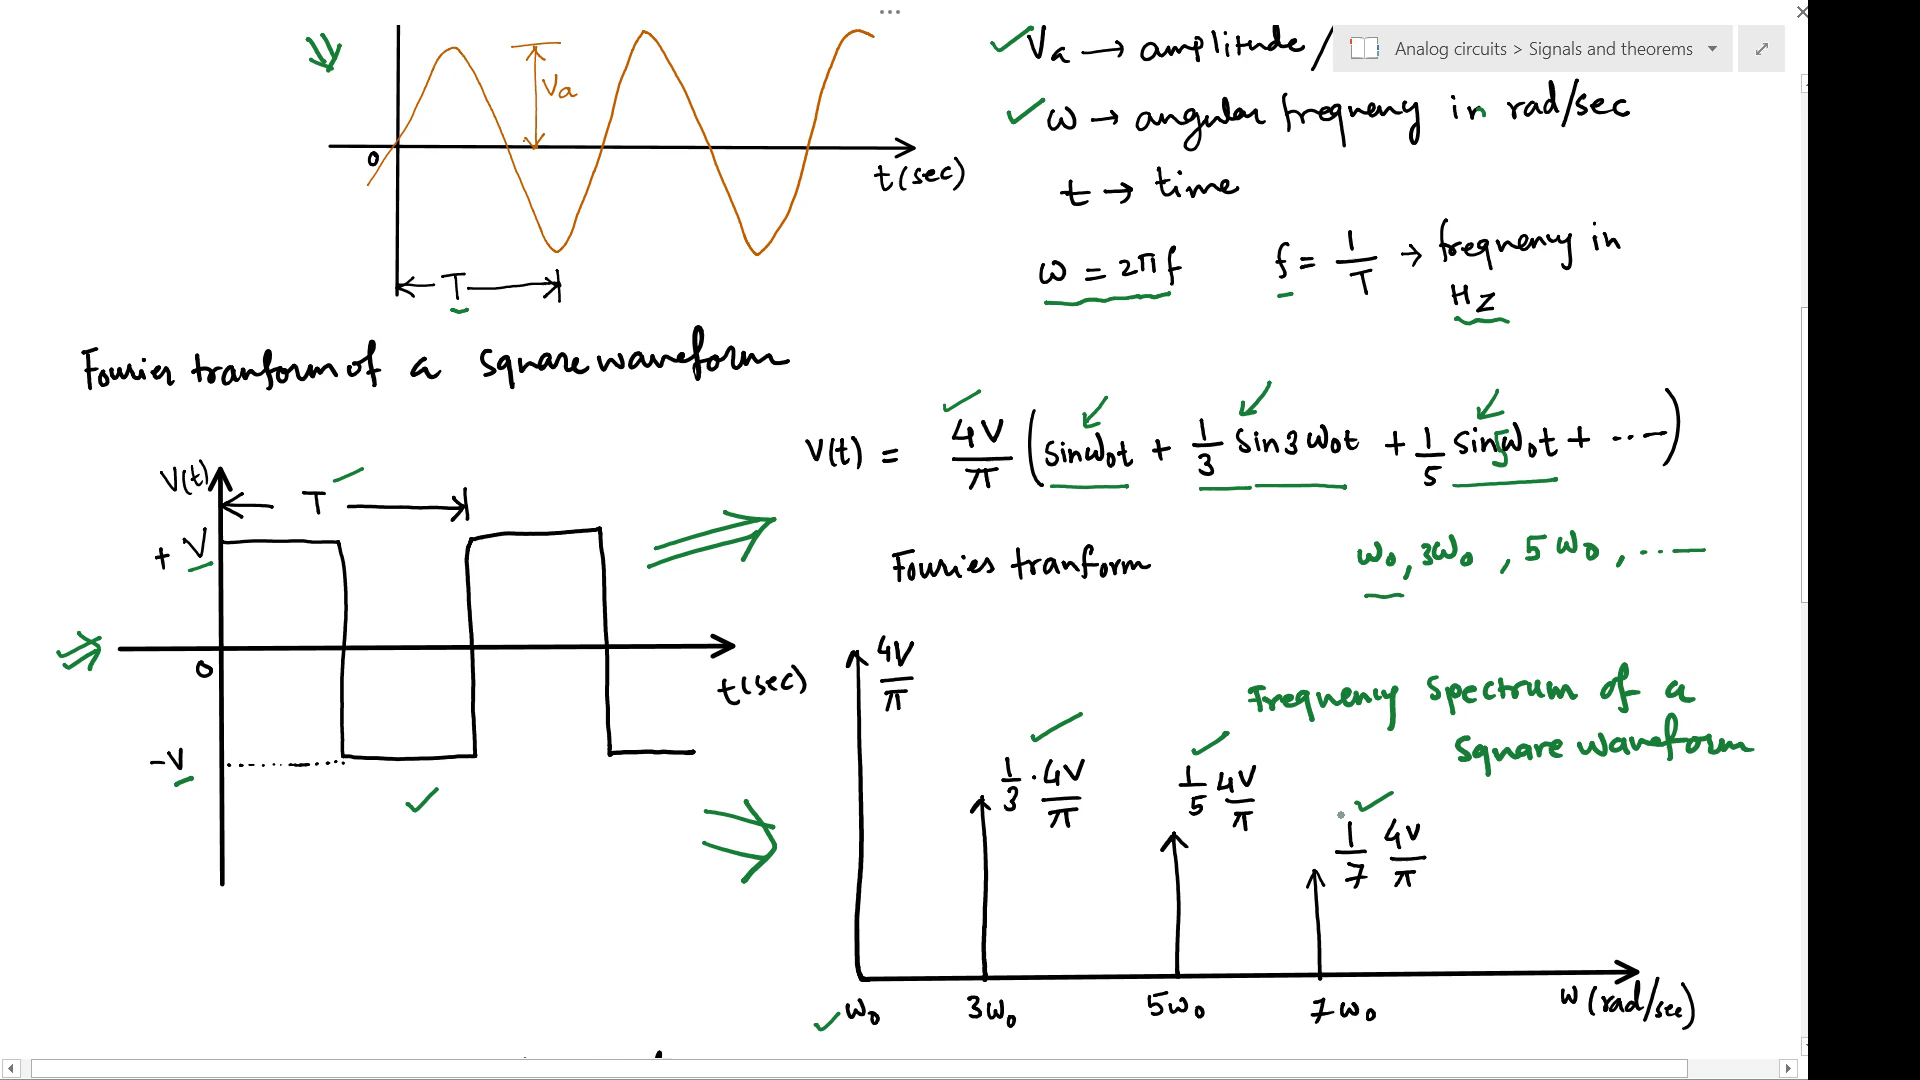 Va → amplitude/
Analog circuits > Signals and theorems
Va
ω → angular frequency in rad/sec
0
t(sec)
t → time
T
ω = 2πf f = 1/T → frequency in
Hz
Fourier tranform of a square waveform
V(t) = 4V/π (sinω₀t + 1/3 sin3ω₀t + 1/5 sin5ω₀t + ...—)
V(t)
T
+V
Fouries tranform
ω₀, 3ω₀, 5ω₀, ...—
0
t(sec)
-V
4V/π
Frequency spectrum of a
square waveform
1/3 · 4V/π
1/5 4V/π
1/7 4V/π
ω₀ 3ω₀ 5ω₀ 7ω₀ ω(rad/sec)